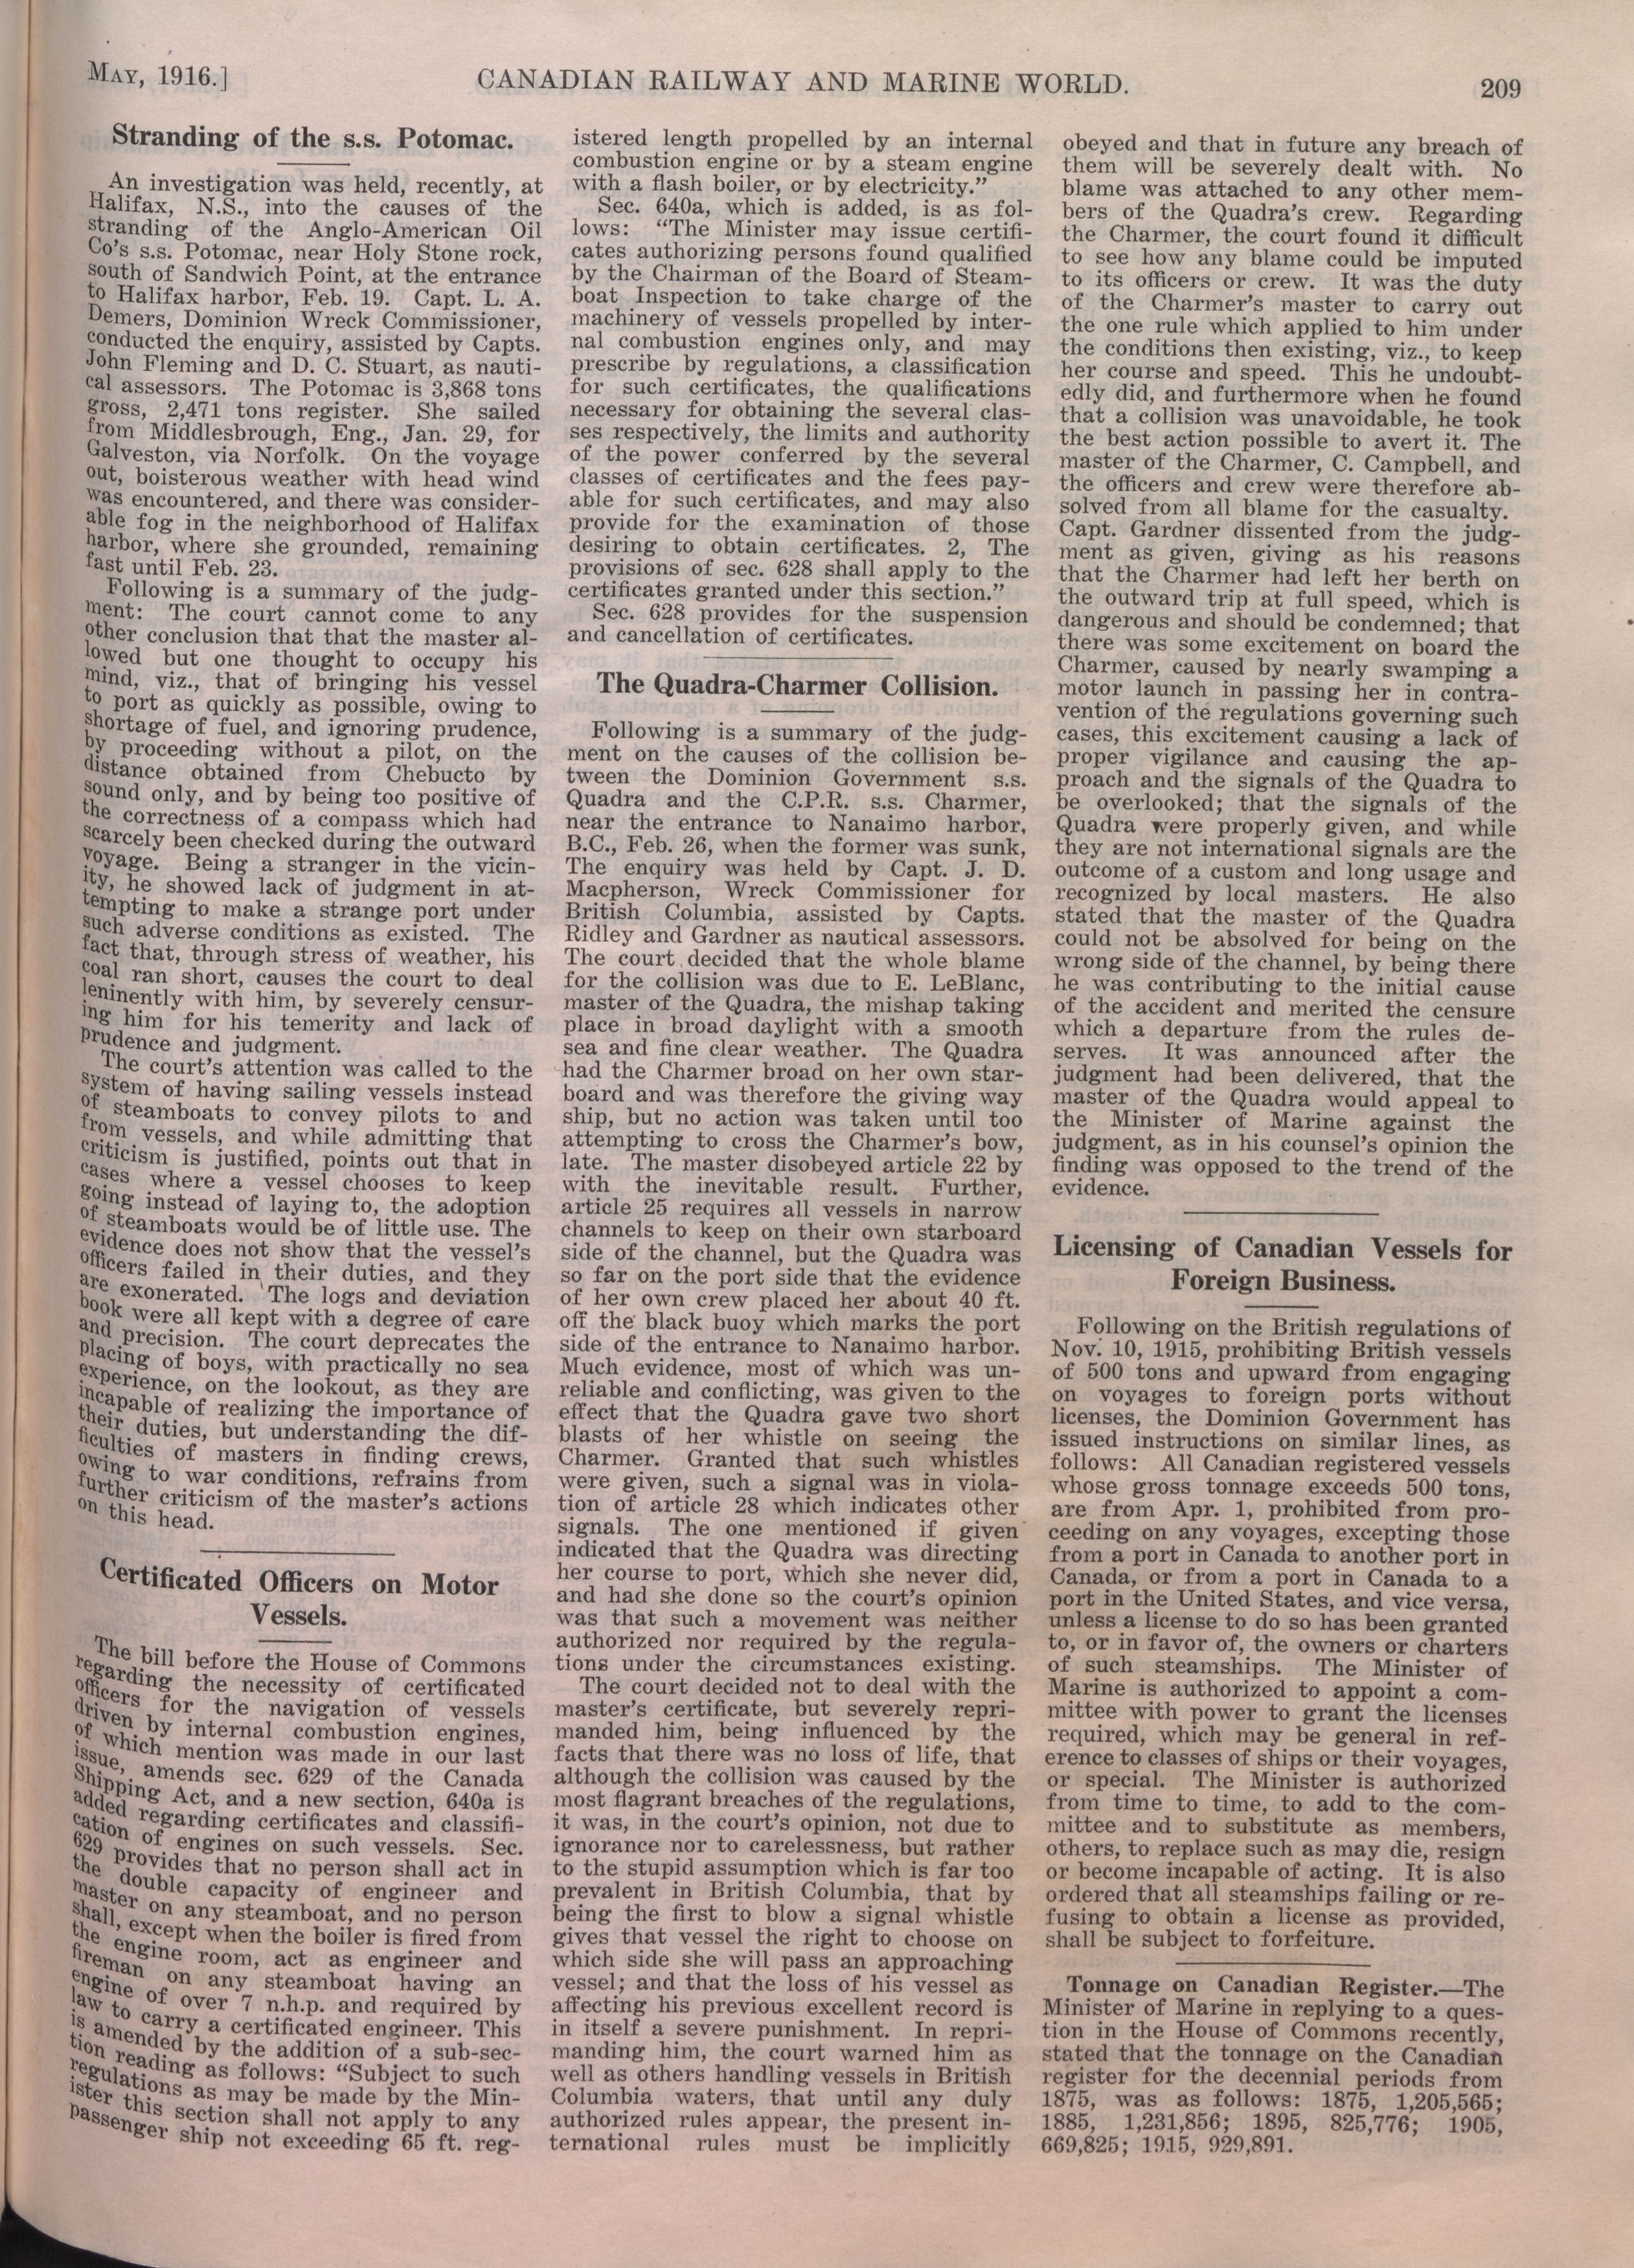 MAY, 1916.]
CANADIAN RAILWAY AND MARINE WORLD.
209
Stranding of the s.s. Potomac.
An investigation was held, recently, at
Halifax, N.S., into the causes of the
stranding of the Anglo-American Oil
Co's s.s. Potomac, near Holy Stone rock,
south of Sandwich Point, at the entrance
to Halifax harbor, Feb. 19. Capt. L. A.
Demers, Dominion Wreck Commissioner,
conducted the enquiry, assisted by Capts.
John Fleming and D. C. Stuart, as nauti-
cal assessors. The Potomac is 3,868 tons
gross, 2,471 tons register. She sailed
from Middlesbrough, Eng., Jan. 29, for
Galveston, via Norfolk. On the voyage
out, boisterous weather with head wind
was encountered, and there was consider-
able fog in the neighborhood of Halifax
harbor, where she grounded, remaining
fast until Feb. 23.
Following is a summary of the judg-
ment: The court cannot come to any
other conclusion that that the master al-
lowed but one thought to occupy his
mind, viz., that of bringing his vessel
to port as quickly as possible, owing to
shortage of fuel, and ignoring prudence,
by proceeding without a pilot, on the
distance obtained from Chebucto by
sound only, and by being too positive of
the correctness of a compass which had
scarcely been checked during the outward
voyage. Being a stranger in the vicin-
ity, he showed lack of judgment in at-
tempting to make a strange port under
such adverse conditions as existed. The
fact that, through stress of weather, his
coal ran short, causes the court to deal
leninently with him, by severely censur-
ing him for his temerity and lack of
prudence and judgment.
The court's attention was called to the
system of having sailing vessels instead
of steamboats to convey pilots to and
from vessels, and while admitting that
criticism is justified, points out that in
cases where a vessel chooses to keep
going instead of laying to, the adoption
of steamboats would be of little use. The
evidence does not show that the vessel's
officers failed in their duties, and they
are exonerated. The logs and deviation
book were all kept with a degree of care
and precision. The court deprecates the
placing of boys, with practically no sea
experience, on the lookout, as they are
incapable of realizing the importance of
their duties, but understanding the dif-
ficulties of masters in finding crews,
owing to war conditions, refrains from
further criticism of the master's actions
on this head.
Certificated Officers on Motor
Vessels.
The bill before the House of Commons
regarding the necessity of certificated
officers for the navigation of vessels
driven by internal combustion engines,
of which mention was made in our last
issue, amends sec. 629 of the Canada
Shipping Act, and a new section, 640a is
added regarding certificates and classifi-
cation of engines on such vessels. Sec.
629 provides that no person shall act in
the double capacity of engineer and
master on any steamboat, and no person
shall, except when the boiler is fired from
the engine room, act as engineer and
fireman on any steamboat having an
engine of over 7 n.h.p. and required by
law to carry a certificated engineer. This
is amended by the addition of a sub-sec-
tion reading as follows: "Subject to such
regulations as may be made by the Min-
ister this section shall not apply to any
passenger ship not exceeding 65 ft. reg-
istered length propelled by an internal
combustion engine or by a steam engine
with a flash boiler, or by electricity."
Sec. 640a, which is added, is as fol-
lows: "The Minister may issue certifi-
cates authorizing persons found qualified
by the Chairman of the Board of Steam-
boat Inspection to take charge of the
machinery of vessels propelled by inter-
nal combustion engines only, and may
prescribe by regulations, a classification
for such certificates, the qualifications
necessary for obtaining the several clas-
ses respectively, the limits and authority
of the power conferred by the several
classes of certificates and the fees pay-
able for such certificates, and may also
provide for the examination of those
desiring to obtain certificates. 2, The
provisions of sec. 628 shall apply to the
certificates granted under this section."
Sec. 628 provides for the suspension
and cancellation of certificates.
The Quadra-Charmer Collision.
Following is a summary of the judg-
ment on the causes of the collision be-
tween the Dominion Government s.s.
Quadra and the C.P.R. s.s. Charmer,
near the entrance to Nanaimo harbor,
B.C., Feb. 26, when the former was sunk,
The enquiry was held by Capt. J. D.
Macpherson, Wreck Commissioner for
British Columbia, assisted by Capts.
Ridley and Gardner as nautical assessors.
The court decided that the whole blame
for the collision was due to E. LeBlanc,
master of the Quadra, the mishap taking
place in broad daylight with a smooth
sea and fine clear weather. The Quadra
had the Charmer broad on her own star-
board and was therefore the giving way
ship, but no action was taken until too
attempting to cross the Charmer's bow,
late. The master disobeyed article 22 by
with the inevitable result. Further,
article 25 requires all vessels in narrow
channels to keep on their own starboard
side of the channel, but the Quadra was
so far on the port side that the evidence
of her own crew placed her about 40 ft.
off the black buoy which marks the port
side of the entrance to Nanaimo harbor.
Much evidence, most of which was un-
reliable and conflicting, was given to the
effect that the Quadra gave two short
blasts of her whistle on seeing the
Charmer. Granted that such whistles
were given, such a signal was in viola-
tion of article 28 which indicates other
signals. The one mentioned if given
indicated that the Quadra was directing
her course to port, which she never did,
and had she done so the court's opinion
was that such a movement was neither
authorized nor required by the regula-
tions under the circumstances existing.
The court decided not to deal with the
master's certificate, but severely repri-
manded him, being influenced by the
facts that there was no loss of life, that
although the collision was caused by the
most flagrant breaches of the regulations,
it was, in the court's opinion, not due to
ignorance nor to carelessness, but rather
to the stupid assumption which is far too
prevalent in British Columbia, that by
being the first to blow a signal whistle
gives that vessel the right to choose on
which side she will pass an approaching
vessel; and that the loss of his vessel as
affecting his previous excellent record is
in itself a severe punishment. In repri-
manding him, the court warned him as
well as others handling vessels in British
Columbia waters, that until any duly
authorized rules appear, the present in-
ternational rules must be implicitly
obeyed and that in future any breach of
them will be severely dealt with. No
blame was attached to any other mem-
bers of the Quadra's crew. Regarding
the Charmer, the court found it difficult
to see how any blame could be imputed
to its officers or crew. It was the duty
of the Charmer's master to carry out
the one rule which applied to him under
the conditions then existing, viz., to keep
her course and speed. This he undoubt-
edly did, and furthermore when he found
that a collision was unavoidable, he took
the best action possible to avert it. The
master of the Charmer, C. Campbell, and
the officers and crew were therefore ab-
solved from all blame for the casualty.
Capt. Gardner dissented from the judg-
ment as given, giving as his reasons
that the Charmer had left her berth on
the outward trip at full speed, which is
dangerous and should be condemned; that
there was some excitement on board the
Charmer, caused by nearly swamping a
motor launch in passing her in contra-
vention of the regulations governing such
cases, this excitement causing a lack of
proper vigilance and causing the ap-
proach and the signals of the Quadra to
be overlooked; that the signals of the
Quadra were properly given, and while
they are not international signals are the
outcome of a custom and long usage and
recognized by local masters. He also
stated that the master of the Quadra
could not be absolved for being on the
wrong side of the channel, by being there
he was contributing to the initial cause
of the accident and merited the censure
which a departure from the rules de-
serves. It was announced after the
judgment had been delivered, that the
master of the Quadra would appeal to
the Minister of Marine against the
judgment, as in his counsel's opinion the
finding was opposed to the trend of the
evidence.
Licensing of Canadian Vessels for
Foreign Business.
Following on the British regulations of
Nov. 10, 1915, prohibiting British vessels
of 500 tons and upward from engaging
on voyages to foreign ports without
licenses, the Dominion Government has
issued instructions on similar lines, as
follows: All Canadian registered vessels
whose gross tonnage exceeds 500 tons,
are from Apr. 1, prohibited from pro-
ceeding on any voyages, excepting those
from a port in Canada to another port in
Canada, or from a port in Canada to a
port in the United States, and vice versa,
unless a license to do so has been granted
to, or in favor of, the owners or charters
of such steamships. The Minister of
Marine is authorized to appoint a com-
mittee with power to grant the licenses
required, which may be general in ref-
erence to classes of ships or their voyages,
or special. The Minister is authorized
from time to time, to add to the com-
mittee and to substitute as members,
others, to replace such as may die, resign
or become incapable of acting. It is also
ordered that all steamships failing or re-
fusing to obtain a license as provided,
shall be subject to forfeiture.
Tonnage on Canadian Register.—The
Minister of Marine in replying to a ques-
tion in the House of Commons recently,
stated that the tonnage on the Canadian
register for the decennial periods from
1875, was as follows: 1875, 1,205,565;
1885, 1,231,856; 1895, 825,776; 1905,
669,825; 1915, 929,891.